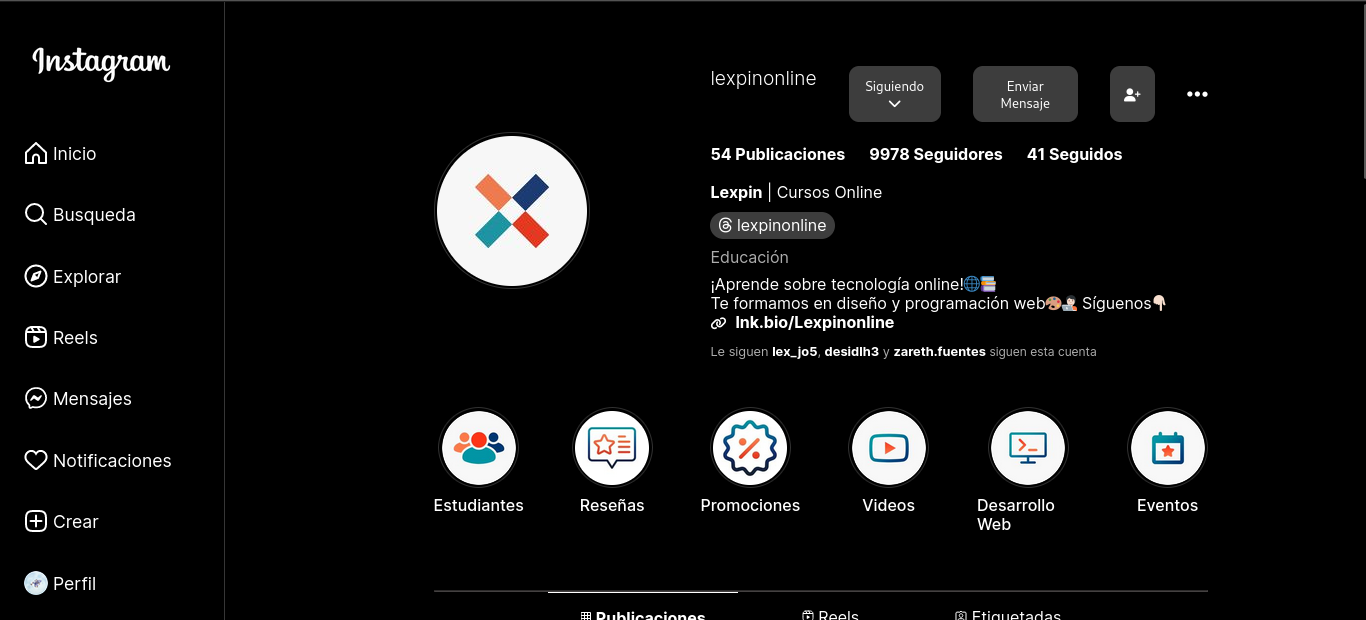 Instagram
Inicio
Busqueda
Explorar
Reels
Mensajes
Notificaciones
Crear
Perfil
lexpinonline
Siguiendo
Enviar
Mensaje
54 Publicaciones 9978 Seguidores 41 Seguidos
Lexpin | Cursos Online
lexpinonline
Educación
¡Aprende sobre tecnología online!🌐📚
Te formamos en diseño y programación web🎨👩🏻‍💻 Síguenos👇🏻
lnk.bio/Lexpinonline
Le siguen lex_jo5, desidlh3 y zareth.fuentes siguen esta cuenta
Estudiantes
Reseñas
Promociones
Videos
Desarrollo
Web
Eventos
Publicaciones
Reels
Etiquetadas